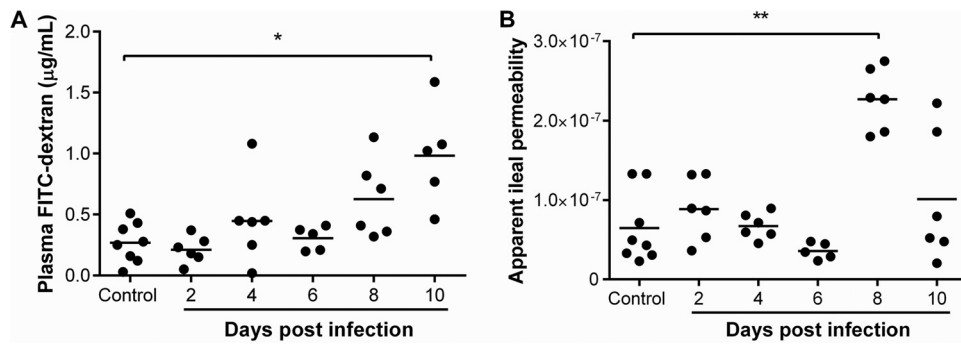 A
Plasma FITC-dextran (μg/mL)
2.0
1.5
1.0
0.5
0.0
*
Control 2 4 6 8 10
Days post infection
B
Apparent ileal permeability
3.0×10-7
2.0×10-7
1.0×10-7
0
**
Control 2 4 6 8 10
Days post infection